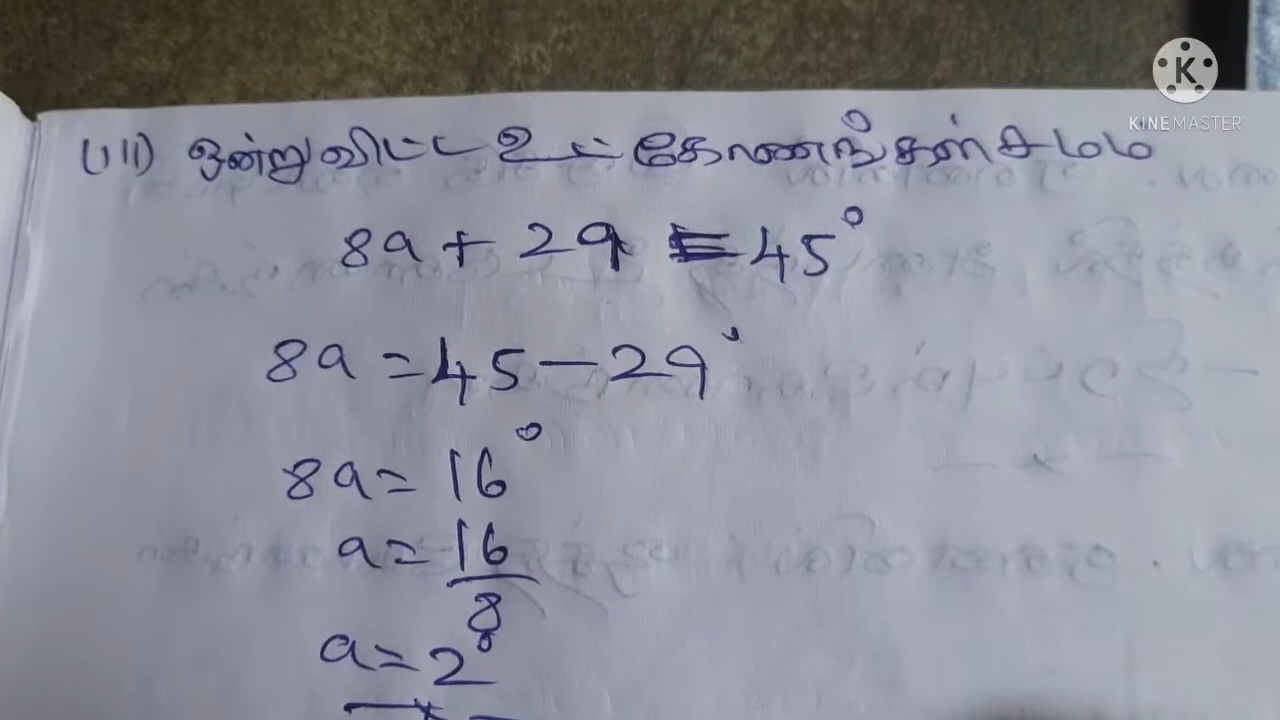 (iii) ஒன்றுவிட்ட உட் கோணங்கள் சமம
8a + 29 = 45°
8a = 45 - 29°
8a = 16°
a = 16/8
a = 2°
KINEMASTER